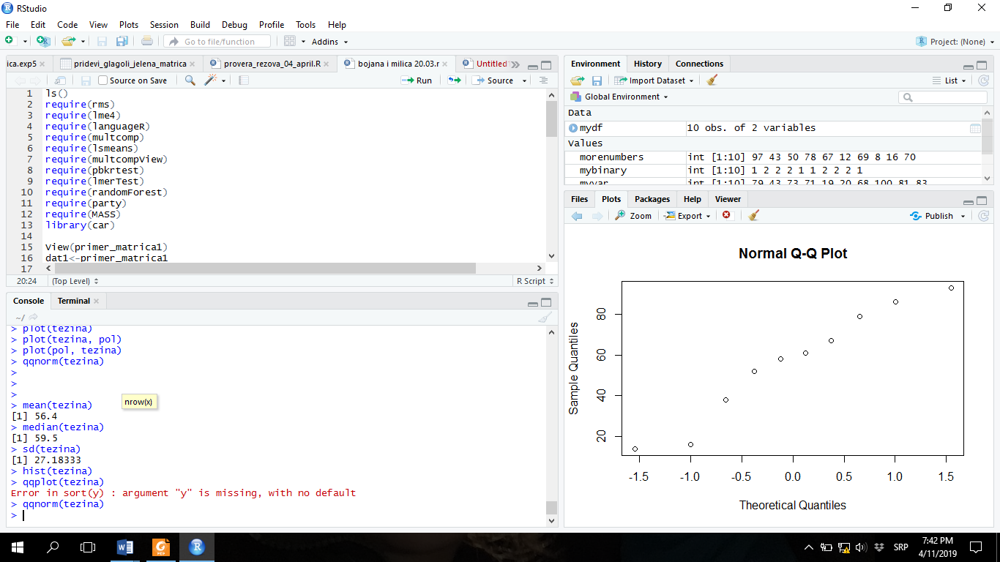 RStudio
File Edit Code View Plots Session Build Debug Profile Tools Help
Go to file/function Addins Project: (None)
ica.exp5 pridevi_glagoli_jelena_matrica provera_rezova_04_april.R bojana i milica 20.03.r Untitled
Source on Save Run Source
1 ls()
2 require(rms)
3 require(lme4)
4 require(languageR)
5 require(multcomp)
6 require(lsmeans)
7 require(multcompView)
8 require(pbkrtest)
9 require(lmerTest)
10 require(randomForest)
11 require(party)
12 require(MASS)
13 library(car)
14
15 View(primer_matrica1)
16 dat1<-primer_matrica1
17
20:24 (Top Level) R Script
Console Terminal
~/
> plot(tezina)
> plot(tezina, pol)
> plot(pol, tezina)
> qqnorm(tezina)
>
>
>
nrow(x)
> mean(tezina)
[1] 56.4
> median(tezina)
[1] 59.5
> sd(tezina)
[1] 27.18333
> hist(tezina)
> qqplot(tezina)
Error in sort(y) : argument "y" is missing, with no default
> qqnorm(tezina)
>
Environment History Connections
Import Dataset List
Global Environment
Data
mydf 10 obs. of 2 variables
Values
morenumbers int [1:10] 97 43 50 78 67 12 69 8 16 70
mybinary int [1:10] 1 2 2 2 1 1 2 2 2 1
myvar int [1:10] 79 43 73 71 19 20 68 100 81 83
Files Plots Packages Help Viewer
Zoom Export Publish
Normal Q-Q Plot
Sample Quantiles
80
60
40
20
-1.5 -1.0 -0.5 0.0 0.5 1.0 1.5
Theoretical Quantiles
SRP
7:42 PM
4/11/2019